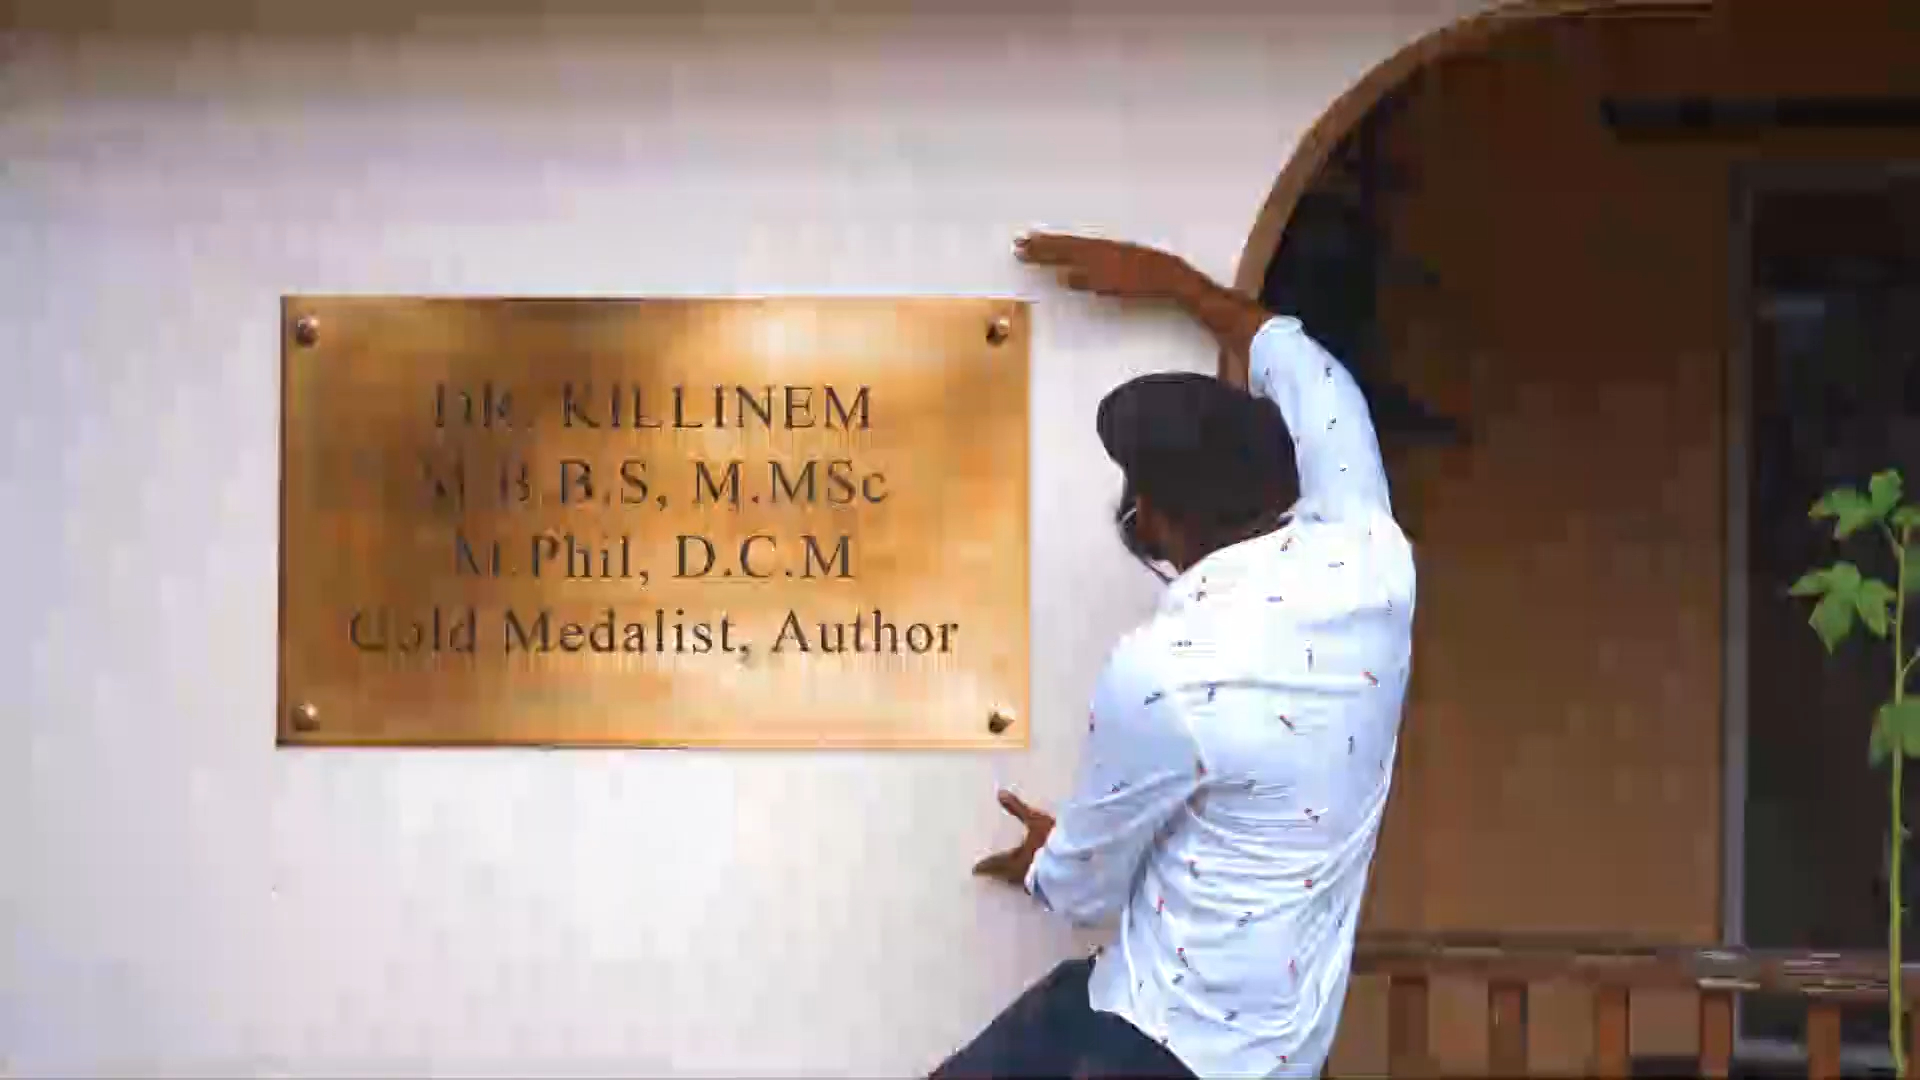 DR. KILLINEM
M.B.B.S, M.MSc
M.Phil, D.C.M
Gold Medalist, Author